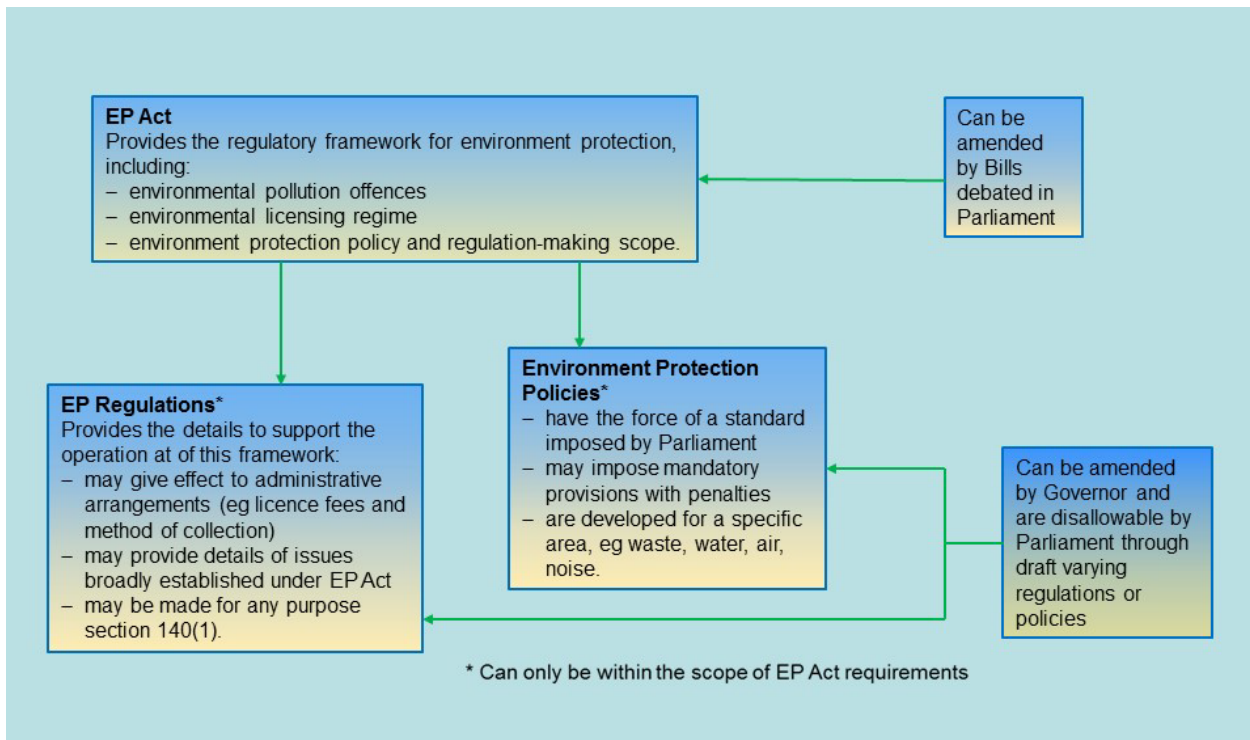 EP Act
Provides the regulatory framework for environment protection,
including:
– environmental pollution offences
– environmental licensing regime
– environment protection policy and regulation-making scope.
Can be
amended
by Bills
debated in
Parliament
EP Regulations*
Provides the details to support the
operation at of this framework:
– may give effect to administrative
arrangements (eg licence fees and
method of collection)
– may provide details of issues
broadly established under EP Act
– may be made for any purpose
section 140(1).
Environment Protection
Policies*
– have the force of a standard
imposed by Parliament
– may impose mandatory
provisions with penalties
– are developed for a specific
area, eg waste, water, air,
noise.
Can be amended
by Governor and
are disallowable by
Parliament through
draft varying
regulations or
policies
* Can only be within the scope of EP Act requirements